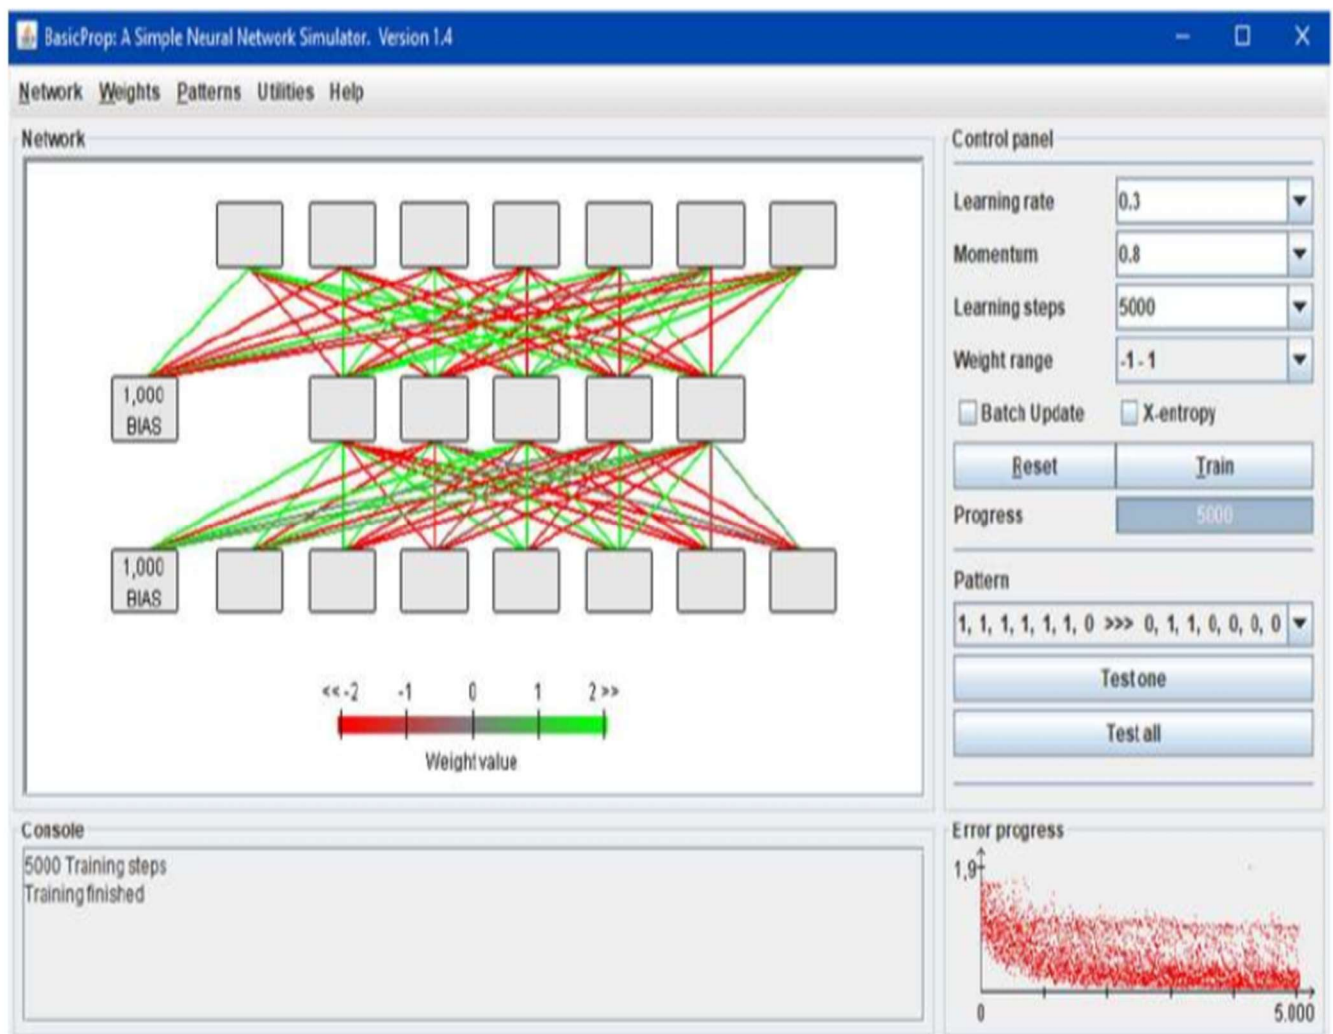 BasicProp: A Simple Neural Network Simulator. Version 1.4
Network Weights Patterns Utilities Help
Network
1,000
BIAS
1,000
BIAS
<< -2 -1 0 1 2 >>
Weight value
Control panel
Learning rate 0.3
Momentum 0.8
Learning steps 5000
Weight range -1 - 1
Batch Update X-entropy
Reset Train
Progress 5000
Pattern
1, 1, 1, 1, 1, 1, 0 >>> 0, 1, 1, 0, 0, 0, 0
Test one
Test all
Console
5000 Training steps
Training finished
Error progress
1,9
0 5.000